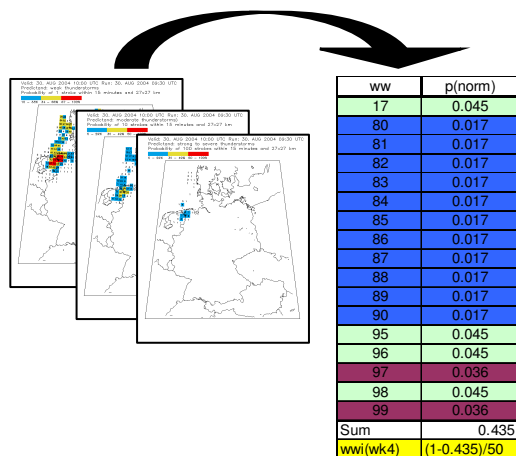 Valid: 30. AUG 2004 10:00 UTC Run: 30. AUG 2004 09:30 UTC
Predictand: weak thunderstorms
Probability of 1 stroke within 15 minutes and 27x27 km
Valid: 30. AUG 2004 10:00 UTC Run: 30. AUG 2004 09:30 UTC
Predictand: moderate thunderstorms
Probability of 10 strokes within 15 minutes and 27x27 km
Valid: 30. AUG 2004 10:00 UTC Run: 30. AUG 2004 09:30 UTC
Predictand: strong to severe thunderstorms
Probability of 100 strokes within 15 minutes and 27x27 km
ww p(norm)
17 0.045
80 0.017
81 0.017
82 0.017
83 0.017
84 0.017
85 0.017
86 0.017
87 0.017
88 0.017
89 0.017
90 0.017
95 0.045
96 0.045
97 0.036
98 0.045
99 0.036
Sum 0.435
wwi(wk4) (1-0.435)/50